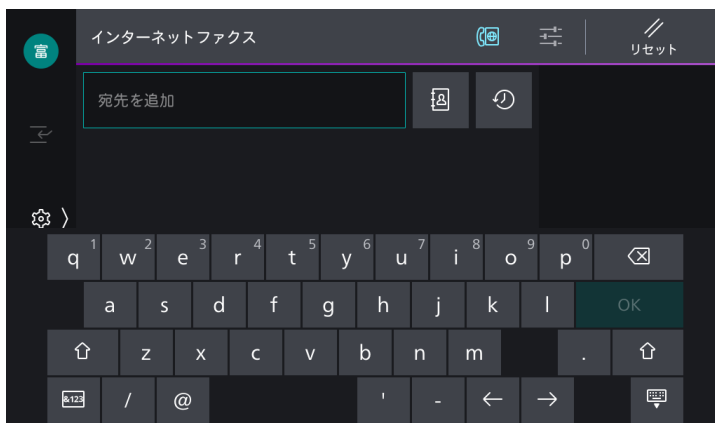 富
インターネットファクス
リセット
宛先を追加
q 1 w 2 e 3 r 4 t 5 y 6 u 7 i 8 o 9 p 0
a s d f g h j k l OK
z x c v b n m .
&123 / @ ' -